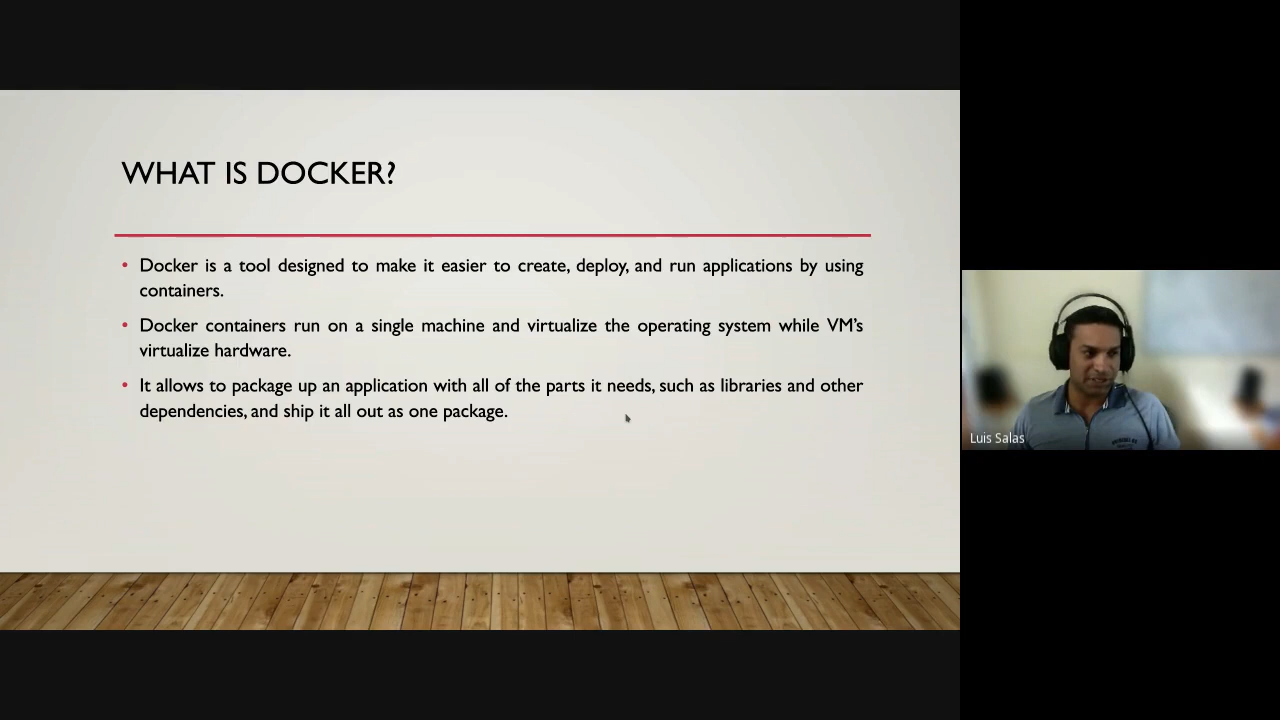 WHAT IS DOCKER?
• Docker is a tool designed to make it easier to create, deploy, and run applications by using
containers.
• Docker containers run on a single machine and virtualize the operating system while VM’s
virtualize hardware.
• It allows to package up an application with all of the parts it needs, such as libraries and other
dependencies, and ship it all out as one package.
Luis Salas